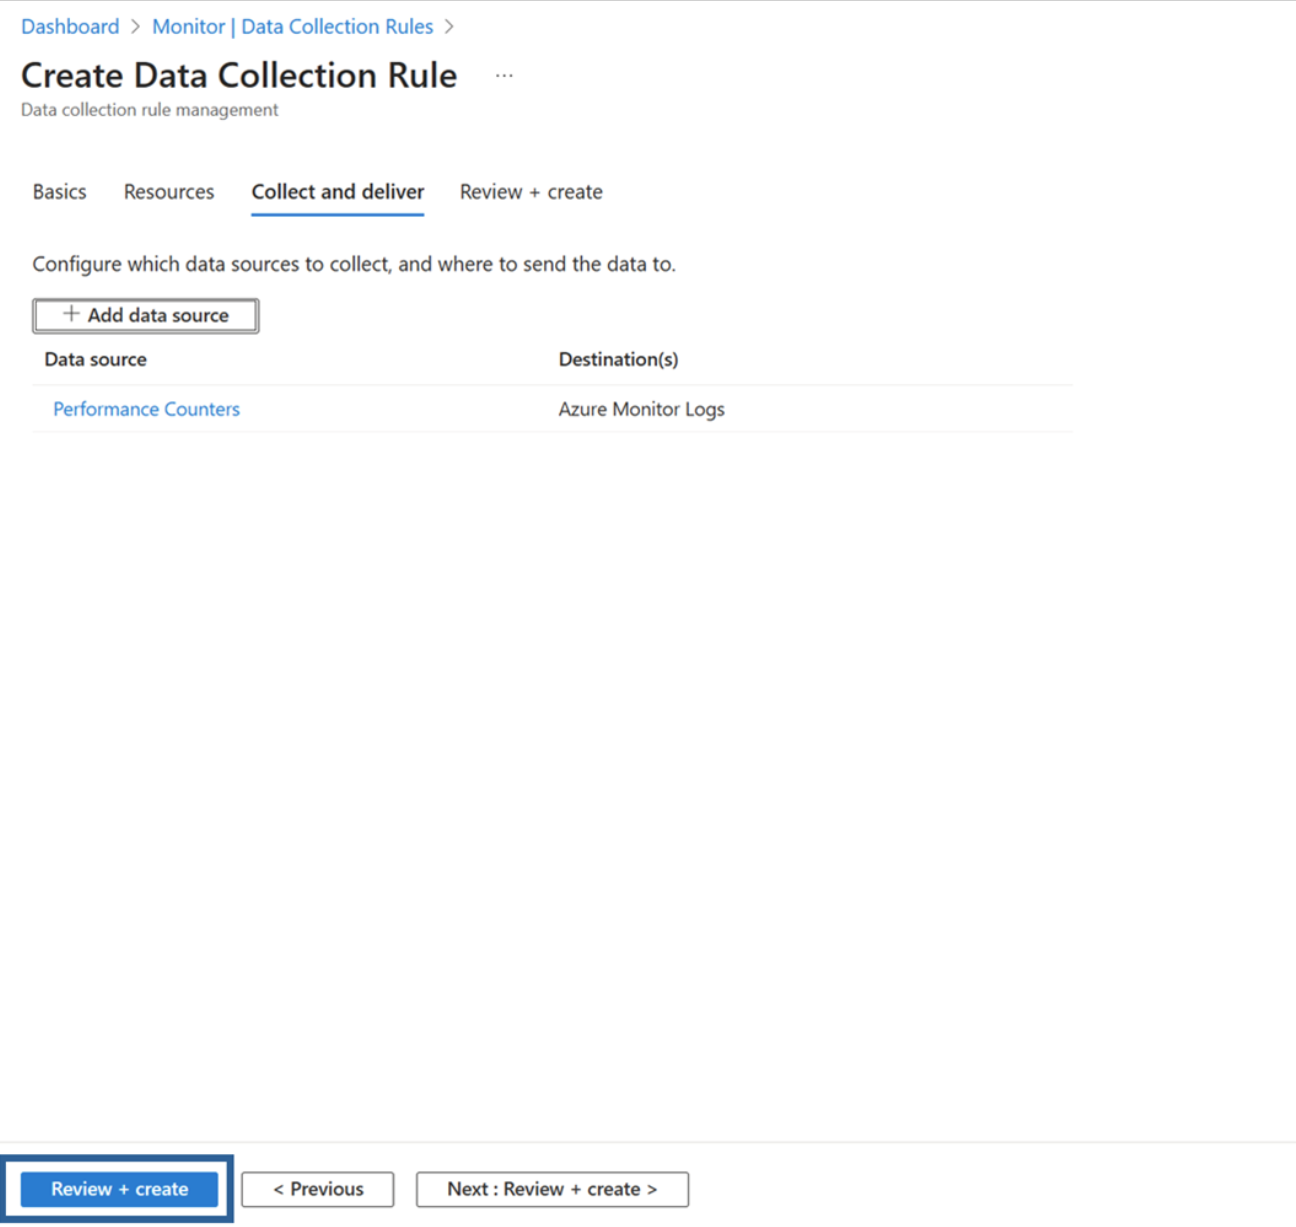 Dashboard > Monitor | Data Collection Rules >
Create Data Collection Rule ...
Data collection rule management
Basics Resources Collect and deliver Review + create
Configure which data sources to collect, and where to send the data to.
+ Add data source
Data source Destination(s)
Performance Counters Azure Monitor Logs
Review + create < Previous Next : Review + create >